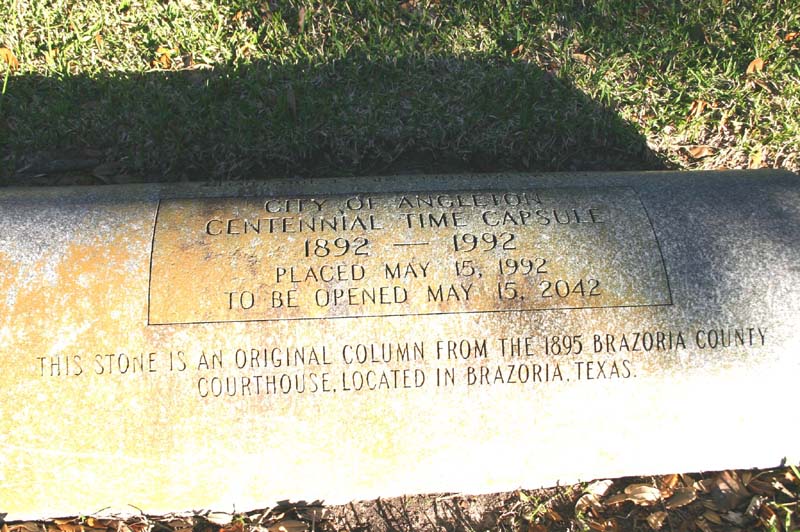 CITY OF ANGLETON
CENTENNIAL TIME CAPSULE
1892 — 1992
PLACED MAY 15, 1992
TO BE OPENED MAY 15, 2042
THIS STONE IS AN ORIGINAL COLUMN FROM THE 1895 BRAZORIA COUNTY
COURTHOUSE, LOCATED IN BRAZORIA, TEXAS.